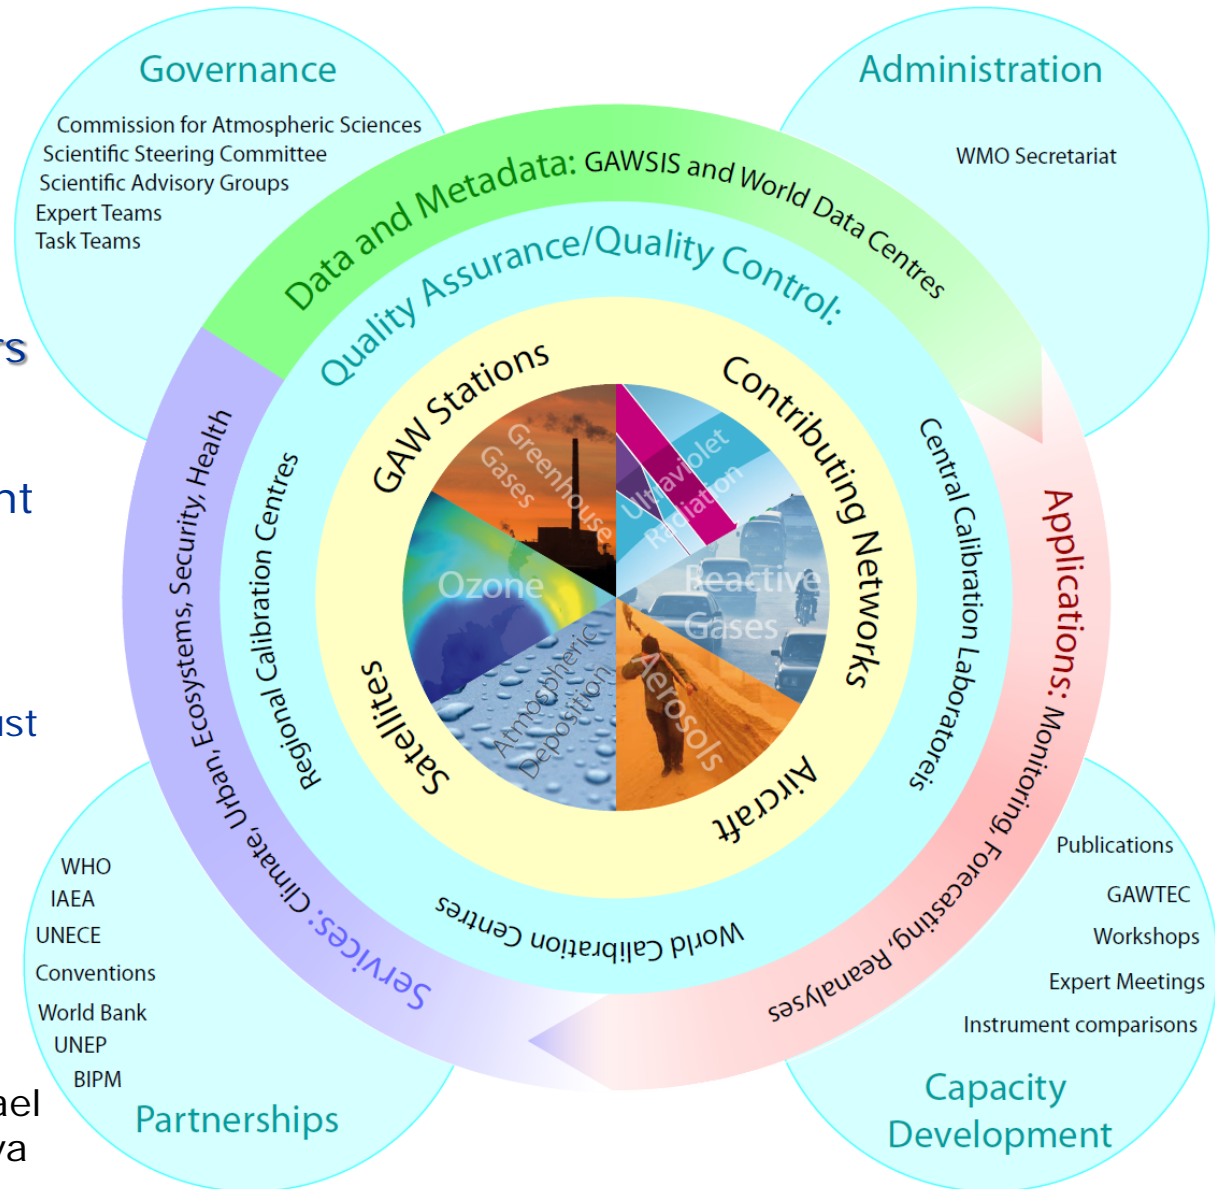 Governance
Commission for Atmospheric Sciences
Scientific Steering Committee
Scientific Advisory Groups
Expert Teams
Task Teams
Administration
WMO Secretariat
Data and Metadata: GAWSIS and World Data Centres
Quality Assurance/Quality Control:
GAW Stations
Contributing Networks
Greenhouse
Gases
Ultraviolet
Radiation
Ozone
Reactive
Gases
Atmospheric
Deposition
Aerosols
Satellites
Aircraft
Regional Calibration Centres
Central Calibration Laboratoreis
World Calibration Centres
Applications: Monitoring, Forecasting, Reanalyses
Services: Climate, Urban, Ecosystems, Security, Health
WHO
IAEA
UNECE
Conventions
World Bank
UNEP
BIPM
Partnerships
Publications
GAWTEC
Workshops
Expert Meetings
Instrument comparisons
Capacity
Development